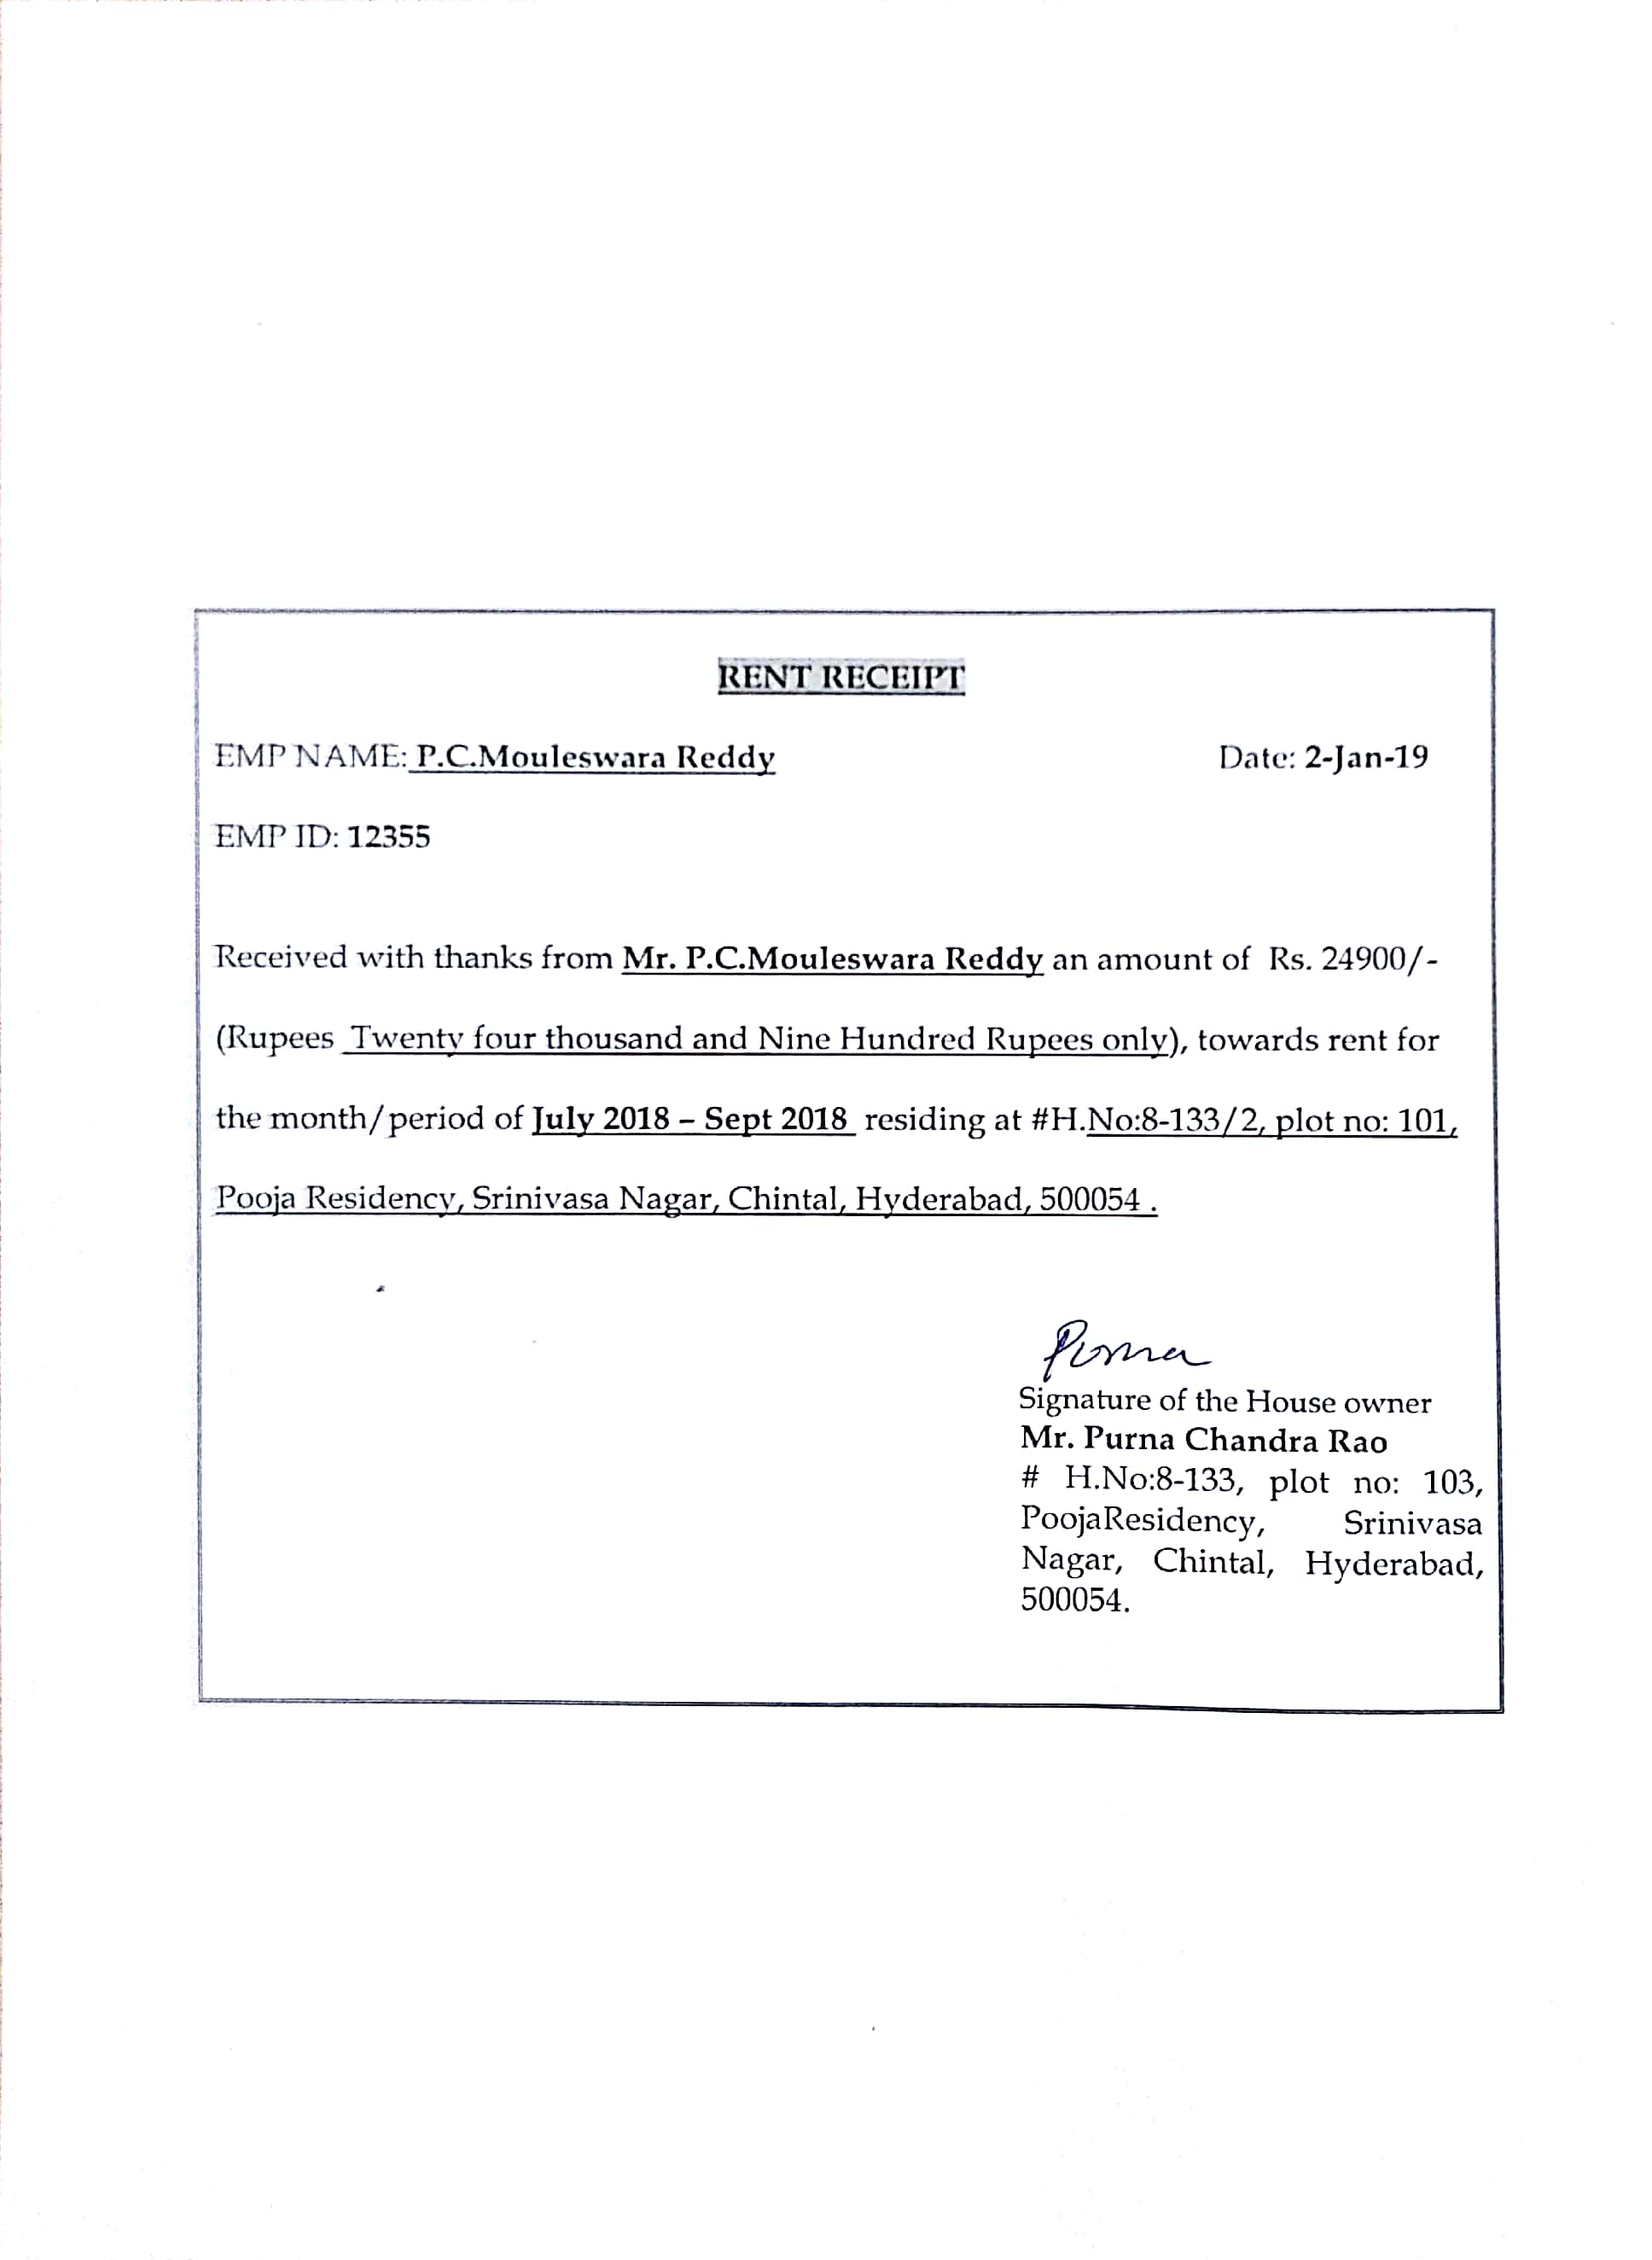 RENT RECEIPT
EMP NAME: P.C.Mouleswara Reddy Date: 2-Jan-19
EMP ID: 12355
Received with thanks from Mr. P.C.Mouleswara Reddy an amount of Rs. 24900/-
(Rupees Twenty four thousand and Nine Hundred Rupees only), towards rent for
the month/period of July 2018 – Sept 2018 residing at #H.No:8-133/2, plot no: 101,
Pooja Residency, Srinivasa Nagar, Chintal, Hyderabad, 500054 .
Purna
Signature of the House owner
Mr. Purna Chandra Rao
# H.No:8-133, plot no: 103,
PoojaResidency, Srinivasa
Nagar, Chintal, Hyderabad,
500054.